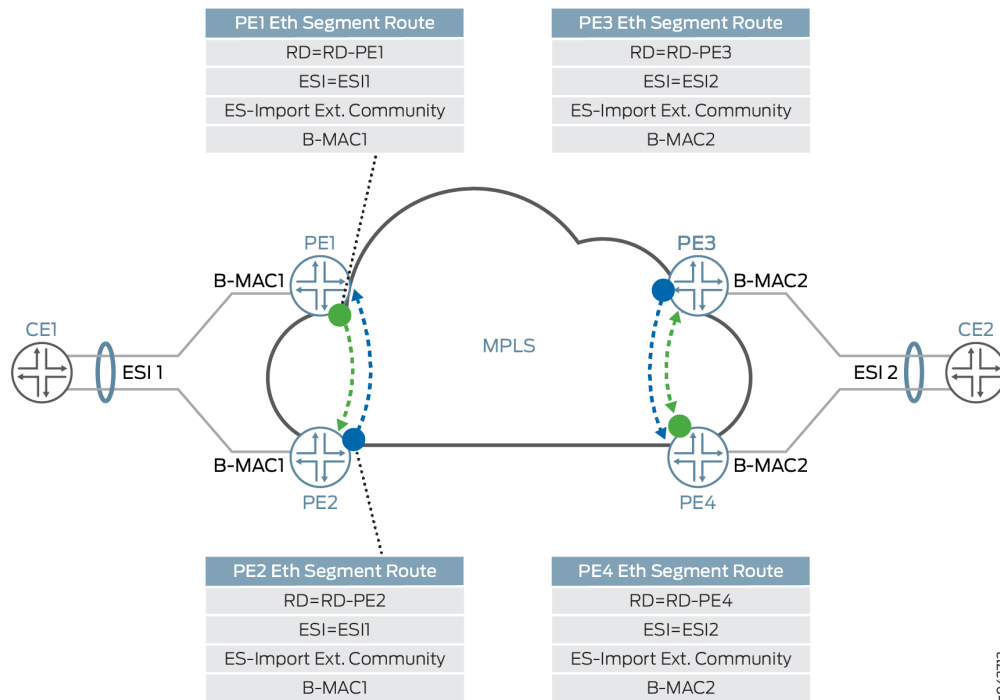 PE1 Eth Segment Route
RD=RD-PE1
ESI=ESI1
ES-Import Ext. Community
B-MAC1
PE3 Eth Segment Route
RD=RD-PE3
ESI=ESI2
ES-Import Ext. Community
B-MAC2
PE1
PE3
B-MAC1
B-MAC2
CE1
MPLS
CE2
ESI 1
ESI 2
B-MAC1
B-MAC2
PE2
PE4
PE2 Eth Segment Route
RD=RD-PE2
ESI=ESI1
ES-Import Ext. Community
B-MAC1
PE4 Eth Segment Route
RD=RD-PE4
ESI=ESI2
ES-Import Ext. Community
B-MAC2